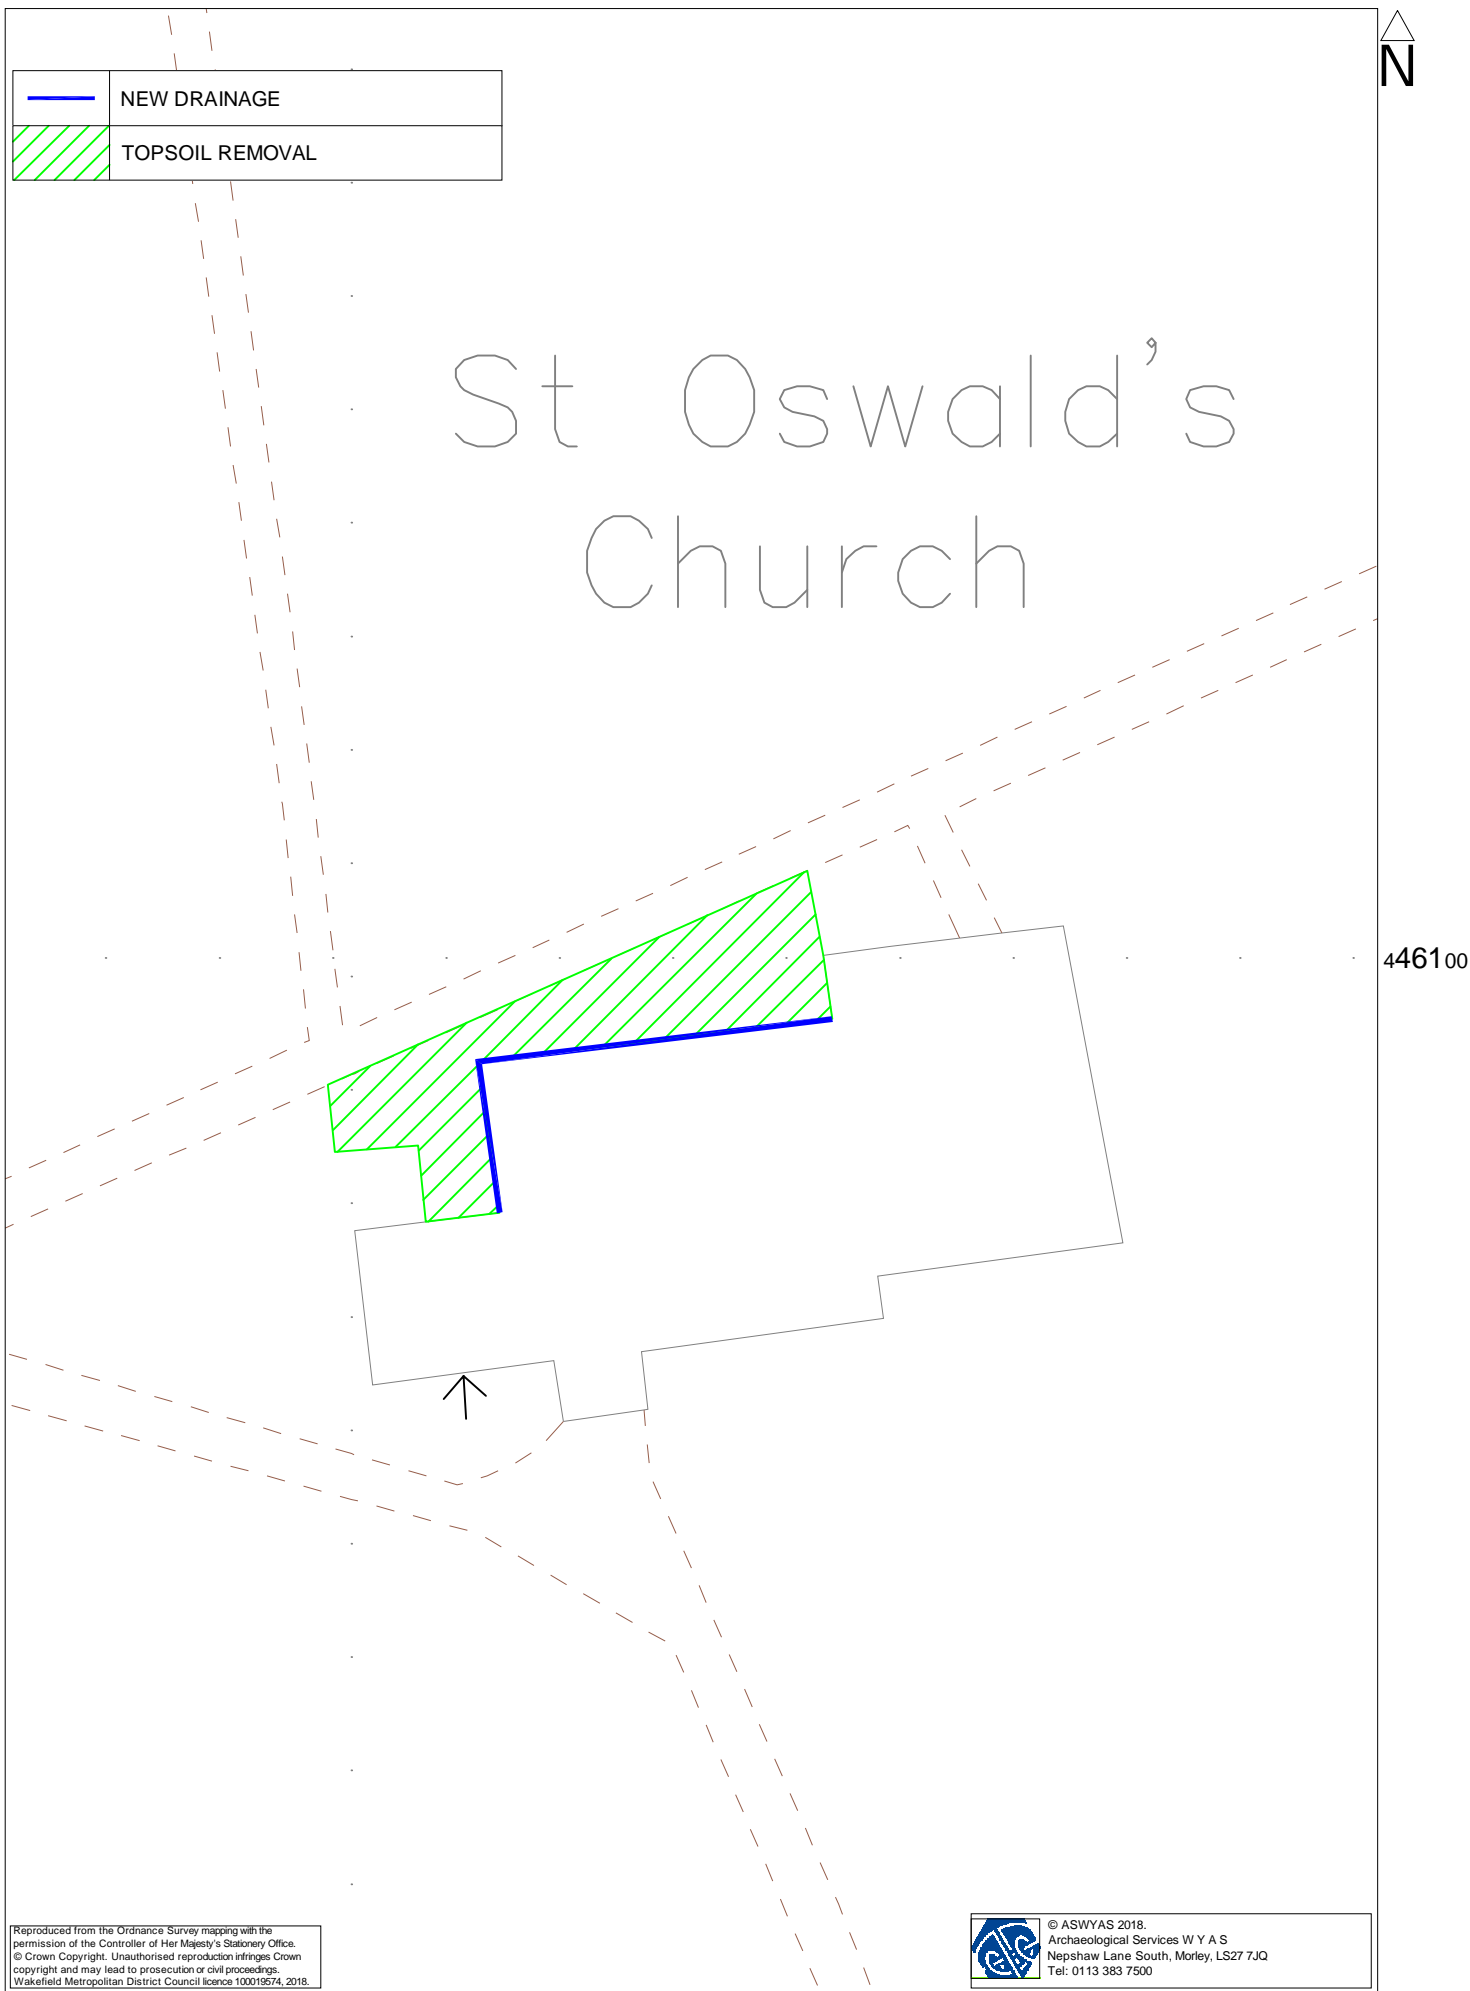 N
NEW DRAINAGE
TOPSOIL REMOVAL
St Oswald's
Church
446100
Reproduced from the Ordnance Survey mapping with the
permission of the Controller of Her Majesty's Stationery Office.
© Crown Copyright. Unauthorised reproduction infringes Crown
copyright and may lead to prosecution or civil proceedings.
Wakefield Metropolitan District Council licence 100019574, 2018.
© ASWYAS 2018.
Archaeological Services W Y A S
Nepshaw Lane South, Morley, LS27 7JQ
Tel: 0113 383 7500